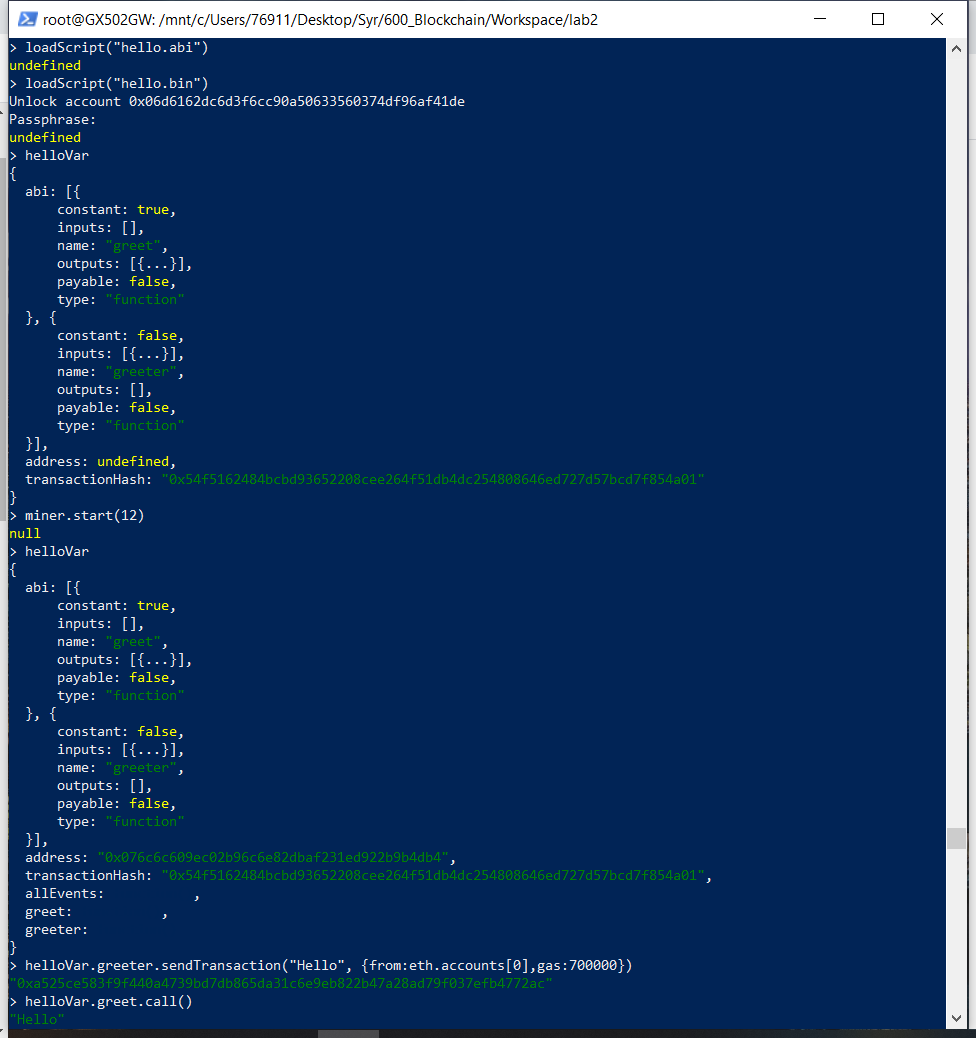 root@GX502GW: /mnt/c/Users/76911/Desktop/Syr/600_Blockchain/Workspace/lab2
> loadScript("hello.abi")
undefined
> loadScript("hello.bin")
Unlock account 0x06d6162dc6d3f6cc90a50633560374df96af41de
Passphrase:
undefined
> helloVar
{
  abi: [{
      constant: true,
      inputs: [],
      name: "greet",
      outputs: [{...}],
      payable: false,
      type: "function"
  }, {
      constant: false,
      inputs: [{...}],
      name: "greeter",
      outputs: [],
      payable: false,
      type: "function"
  }],
  address: undefined,
  transactionHash: "0x54f5162484bcbd93652208cee264f51db4dc254808646ed727d57bcd7f854a01"
}
> miner.start(12)
null
> helloVar
{
  abi: [{
      constant: true,
      inputs: [],
      name: "greet",
      outputs: [{...}],
      payable: false,
      type: "function"
  }, {
      constant: false,
      inputs: [{...}],
      name: "greeter",
      outputs: [],
      payable: false,
      type: "function"
  }],
  address: "0x076c6c609ec02b96c6e82dbaf231ed922b9b4db4",
  transactionHash: "0x54f5162484bcbd93652208cee264f51db4dc254808646ed727d57bcd7f854a01",
  allEvents:           ,
  greet:           ,
  greeter:
}
> helloVar.greeter.sendTransaction("Hello", {from:eth.accounts[0],gas:700000})
"0xa525ce583f9f440a4739bd7db865da31c6e9eb822b47a28ad79f037efb4772ac"
> helloVar.greet.call()
"Hello"